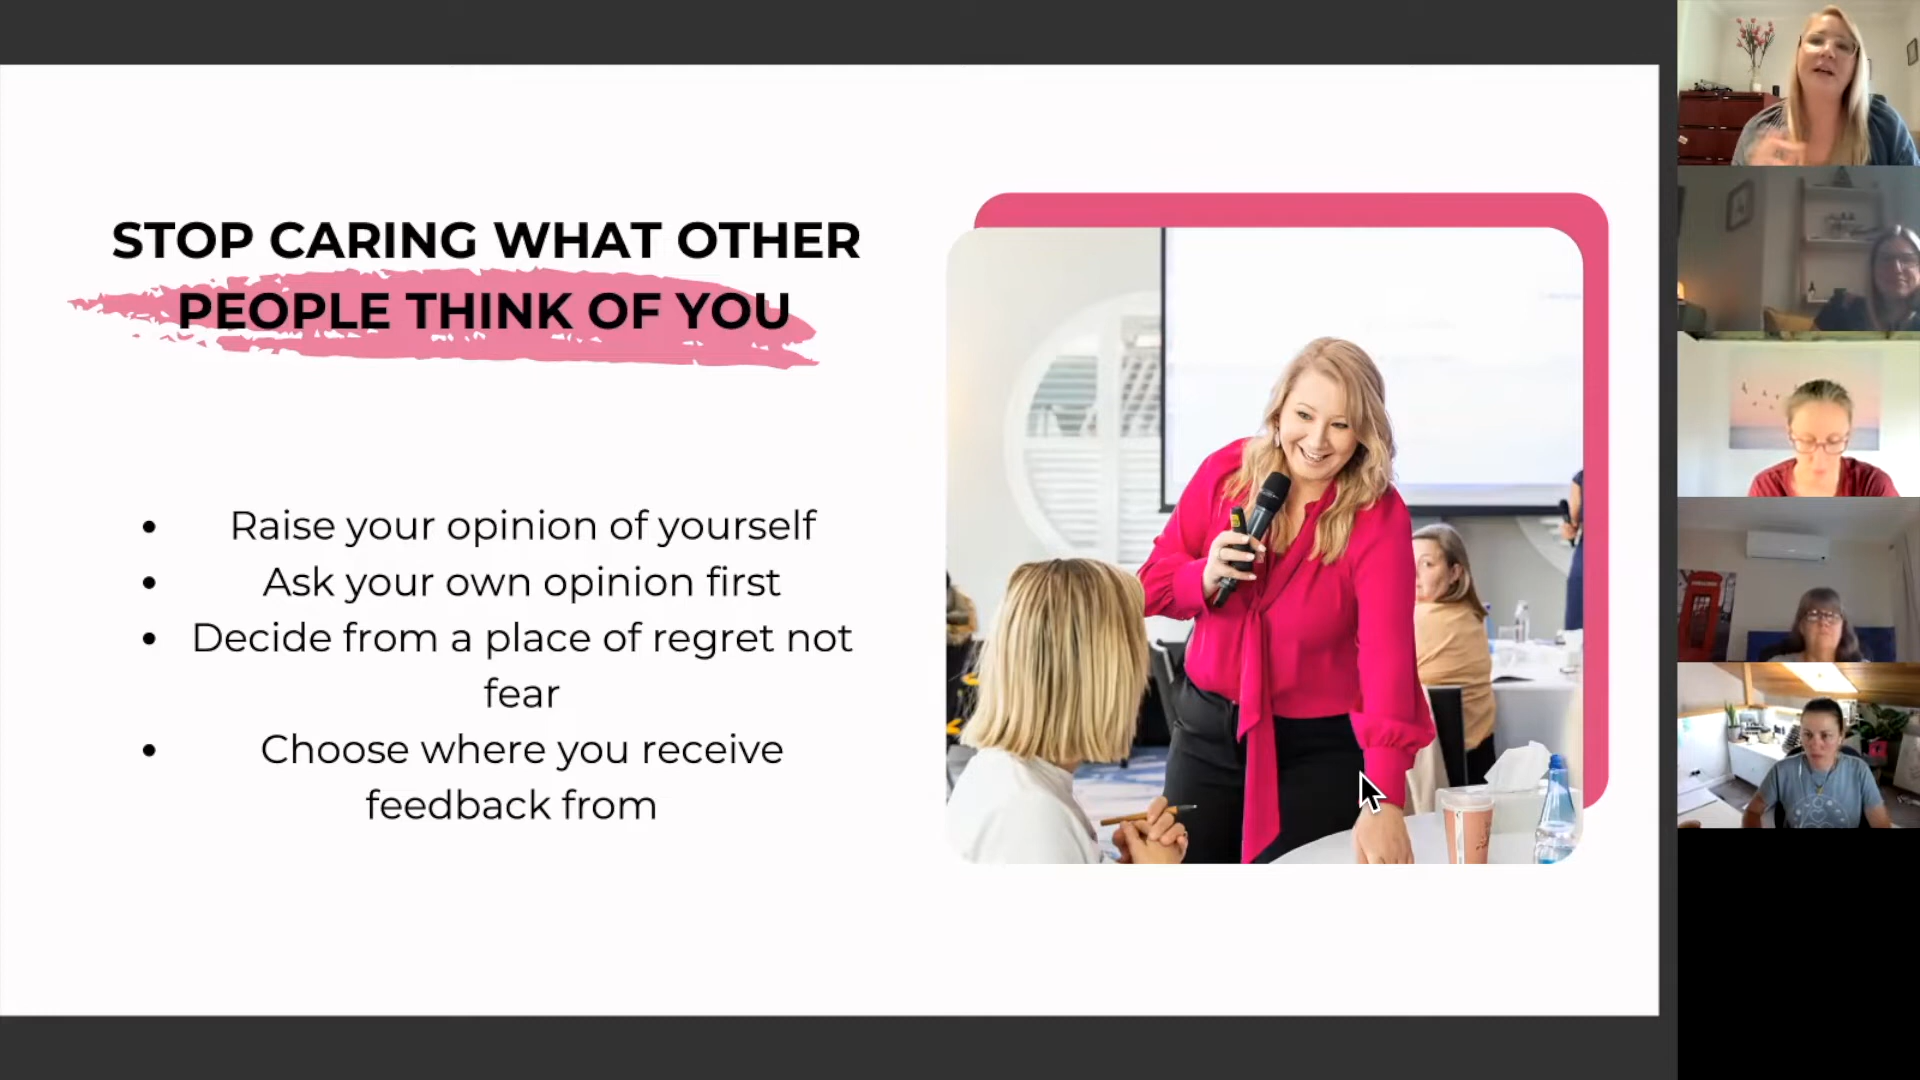 STOP CARING WHAT OTHER
PEOPLE THINK OF YOU
• Raise your opinion of yourself
• Ask your own opinion first
• Decide from a place of regret not
fear
• Choose where you receive
feedback from